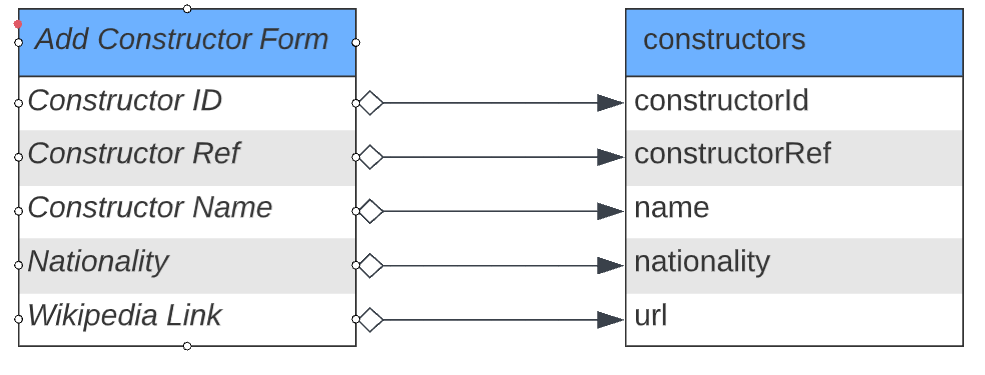 Add Constructor Form
Constructor ID
Constructor Ref
Constructor Name
Nationality
Wikipedia Link
constructors
constructorId
constructorRef
name
nationality
url